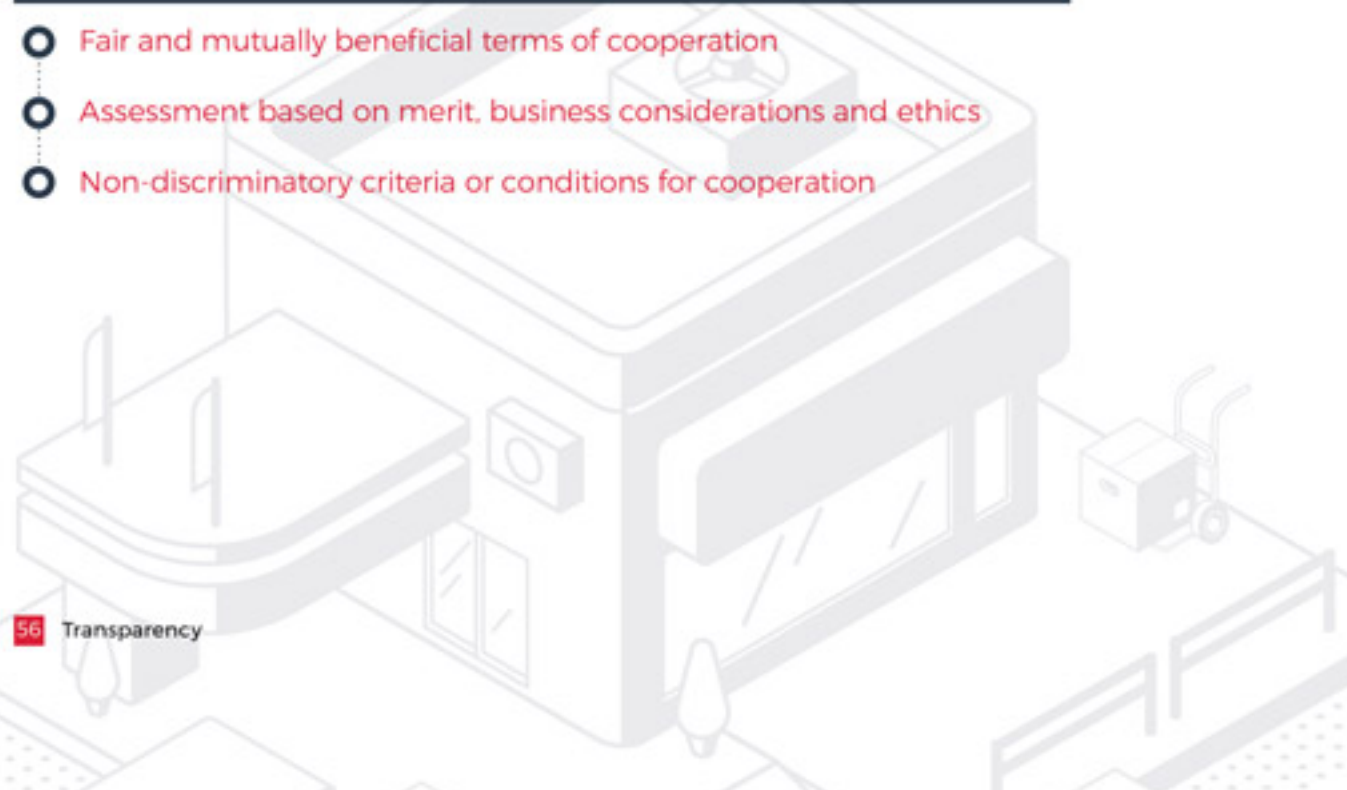 Fair and mutually beneficial terms of cooperation
Assessment based on merit, business considerations and ethics
Non-discriminatory criteria or conditions for cooperation
56 Transparency